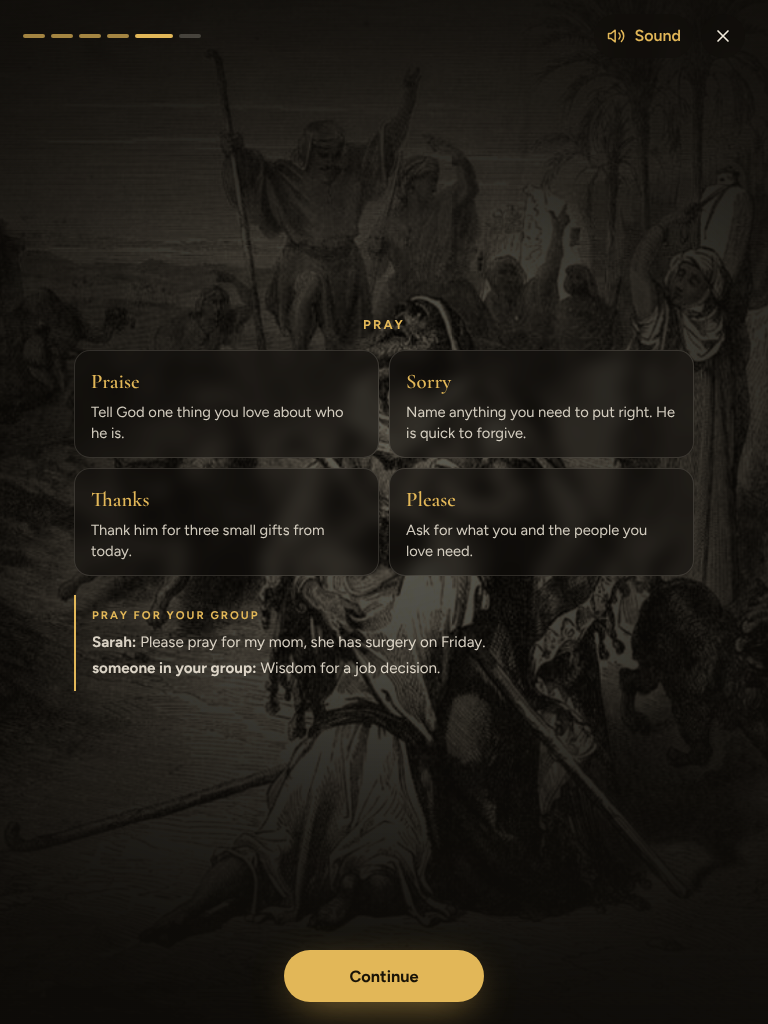 Sound
PRAY
Praise
Tell God one thing you love about who
he is.
Sorry
Name anything you need to put right. He
is quick to forgive.
Thanks
Thank him for three small gifts from
today.
Please
Ask for what you and the people you
love need.
PRAY FOR YOUR GROUP
Sarah: Please pray for my mom, she has surgery on Friday.
someone in your group: Wisdom for a job decision.
Continue